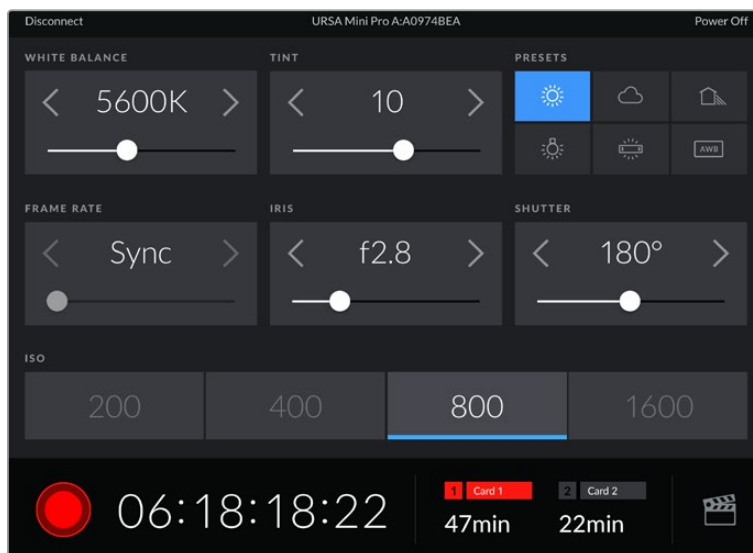 Disconnect
URSA Mini Pro A:A0974BEA
Power Off
WHITE BALANCE
TINT
PRESETS
5600K
10
AWB
FRAME RATE
IRIS
SHUTTER
Sync
f2.8
180°
ISO
200
400
800
1600
06:18:18:22
1 Card 1
2 Card 2
47min
22min